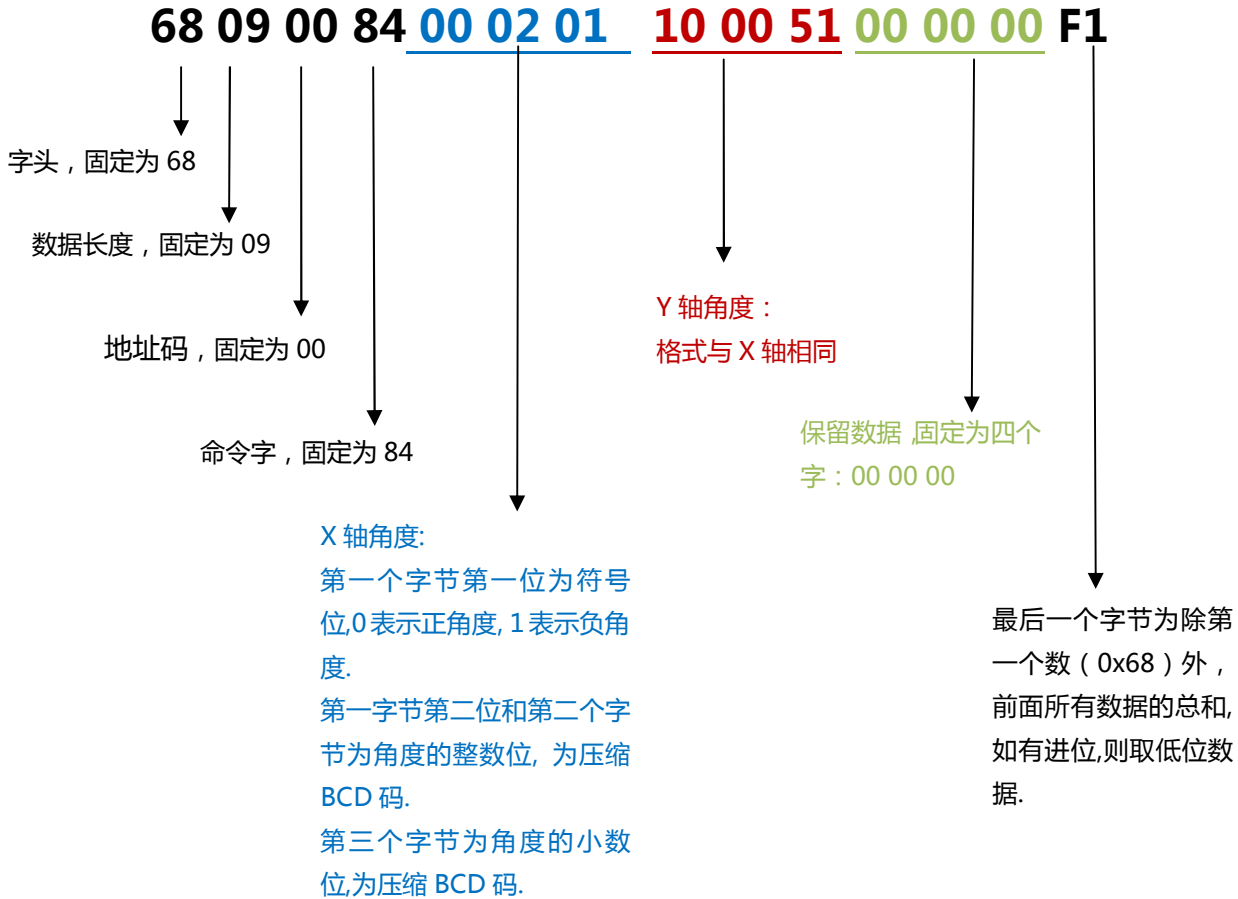 68 09 00 84 00 02 01 10 00 51 00 00 00 F1
字头，固定为 68
数据长度，固定为 09
地址码，固定为 00
命令字，固定为 84
X 轴角度:
第一个字节第一位为符号
位,0 表示正角度, 1 表示负角
度.
第一字节第二位和第二个字
节为角度的整数位, 为压缩
BCD 码.
第三个字节为角度的小数
位,为压缩 BCD 码.
Y 轴角度：
格式与 X 轴相同
保留数据 ,固定为四个
字：00 00 00
最后一个字节为除第
一个数（0x68）外，
前面所有数据的总和,
如有进位,则取低位数
据.